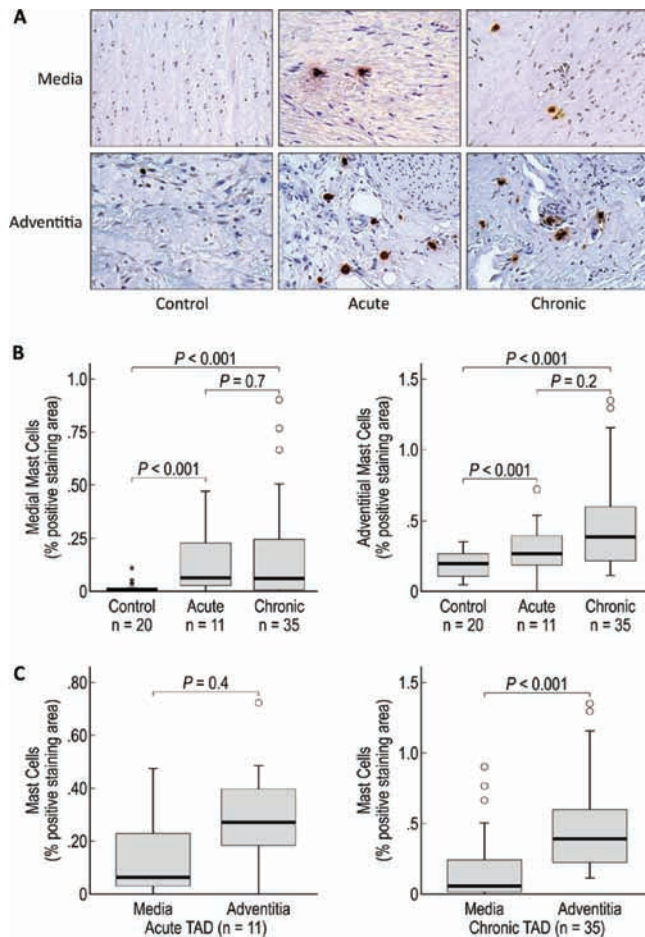 A
Media
Adventitia
Control Acute Chronic
B
P < 0.001
P = 0.7
P < 0.001
Medial Mast Cells
(% positive staining area)
1.0
.75
.50
.25
0
Control Acute Chronic
n = 20 n = 11 n = 35
P < 0.001
P = 0.2
P < 0.001
Adventitial Mast Cells
(% positive staining area)
1.5
1.0
.5
0
Control Acute Chronic
n = 20 n = 11 n = 35
C
P = 0.4
Mast Cells
(% positive staining area)
.80
.60
.40
.20
0
Media Adventitia
Acute TAD (n = 11)
P < 0.001
Mast Cells
(% positive staining area)
1.5
1.0
.5
0
Media Adventitia
Chronic TAD (n = 35)